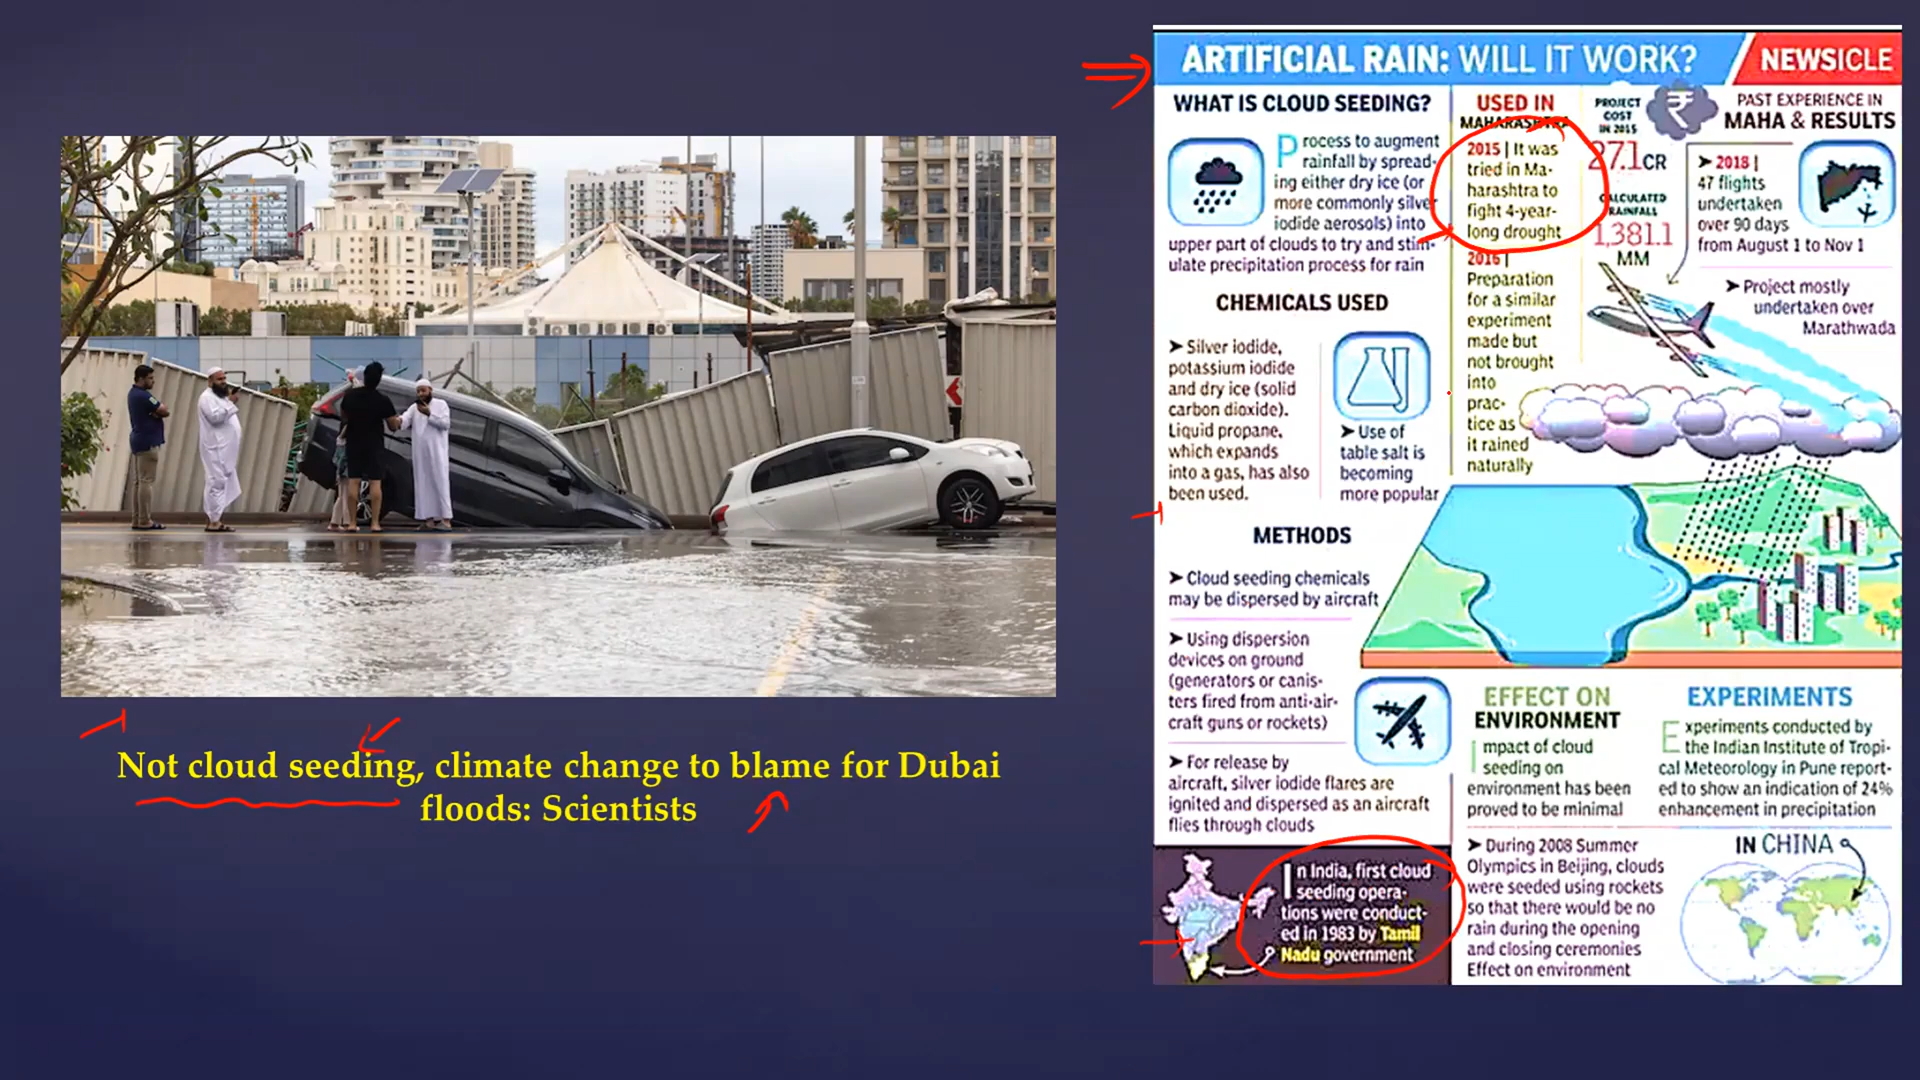 Not cloud seeding, climate change to blame for Dubai
floods: Scientists
ARTIFICIAL RAIN: WILL IT WORK?
NEWSICLE
WHAT IS CLOUD SEEDING?
Process to augment
rainfall by spread-
ing either dry ice (or
more commonly silver
iodide aerosols) into
upper part of clouds to try and stim-
ulate precipitation process for rain
CHEMICALS USED
➤ Silver iodide,
potassium iodide
and dry ice (solid
carbon dioxide).
Liquid propane,
which expands
into a gas, has also
been used.
➤ Use of
table salt is
becoming
more popular
METHODS
➤ Cloud seeding chemicals
may be dispersed by aircraft
➤ Using dispersion
devices on ground
(generators or canis-
ters fired from anti-air-
craft guns or rockets)
➤ For release by
aircraft, silver iodide flares are
ignited and dispersed as an aircraft
flies through clouds
In India, first cloud
seeding opera-
tions were conduct-
ed in 1983 by Tamil
Nadu government
USED IN
MAHARASHTRA
2015 | It was
tried in Ma-
harashtra to
fight 4-year-
long drought
2016 |
Preparation
for a similar
experiment
made but
not brought
into
prac-
tice as
it rained
naturally
PROJECT
COST
IN 2015
₹
27.1CR
CALCULATED
RAINFALL
1,381.1
MM
PAST EXPERIENCE IN
MAHA & RESULTS
➤ 2018 |
47 flights
undertaken
over 90 days
from August 1 to Nov 1
➤ Project mostly
undertaken over
Marathwada
EFFECT ON
ENVIRONMENT
Impact of cloud
seeding on
environment has been
proved to be minimal
EXPERIMENTS
Experiments conducted by
the Indian Institute of Tropi-
cal Meteorology in Pune report-
ed to show an indication of 24%
enhancement in precipitation
➤ During 2008 Summer
Olympics in Beijing, clouds
were seeded using rockets
so that there would be no
rain during the opening
and closing ceremonies
Effect on environment
IN CHINA